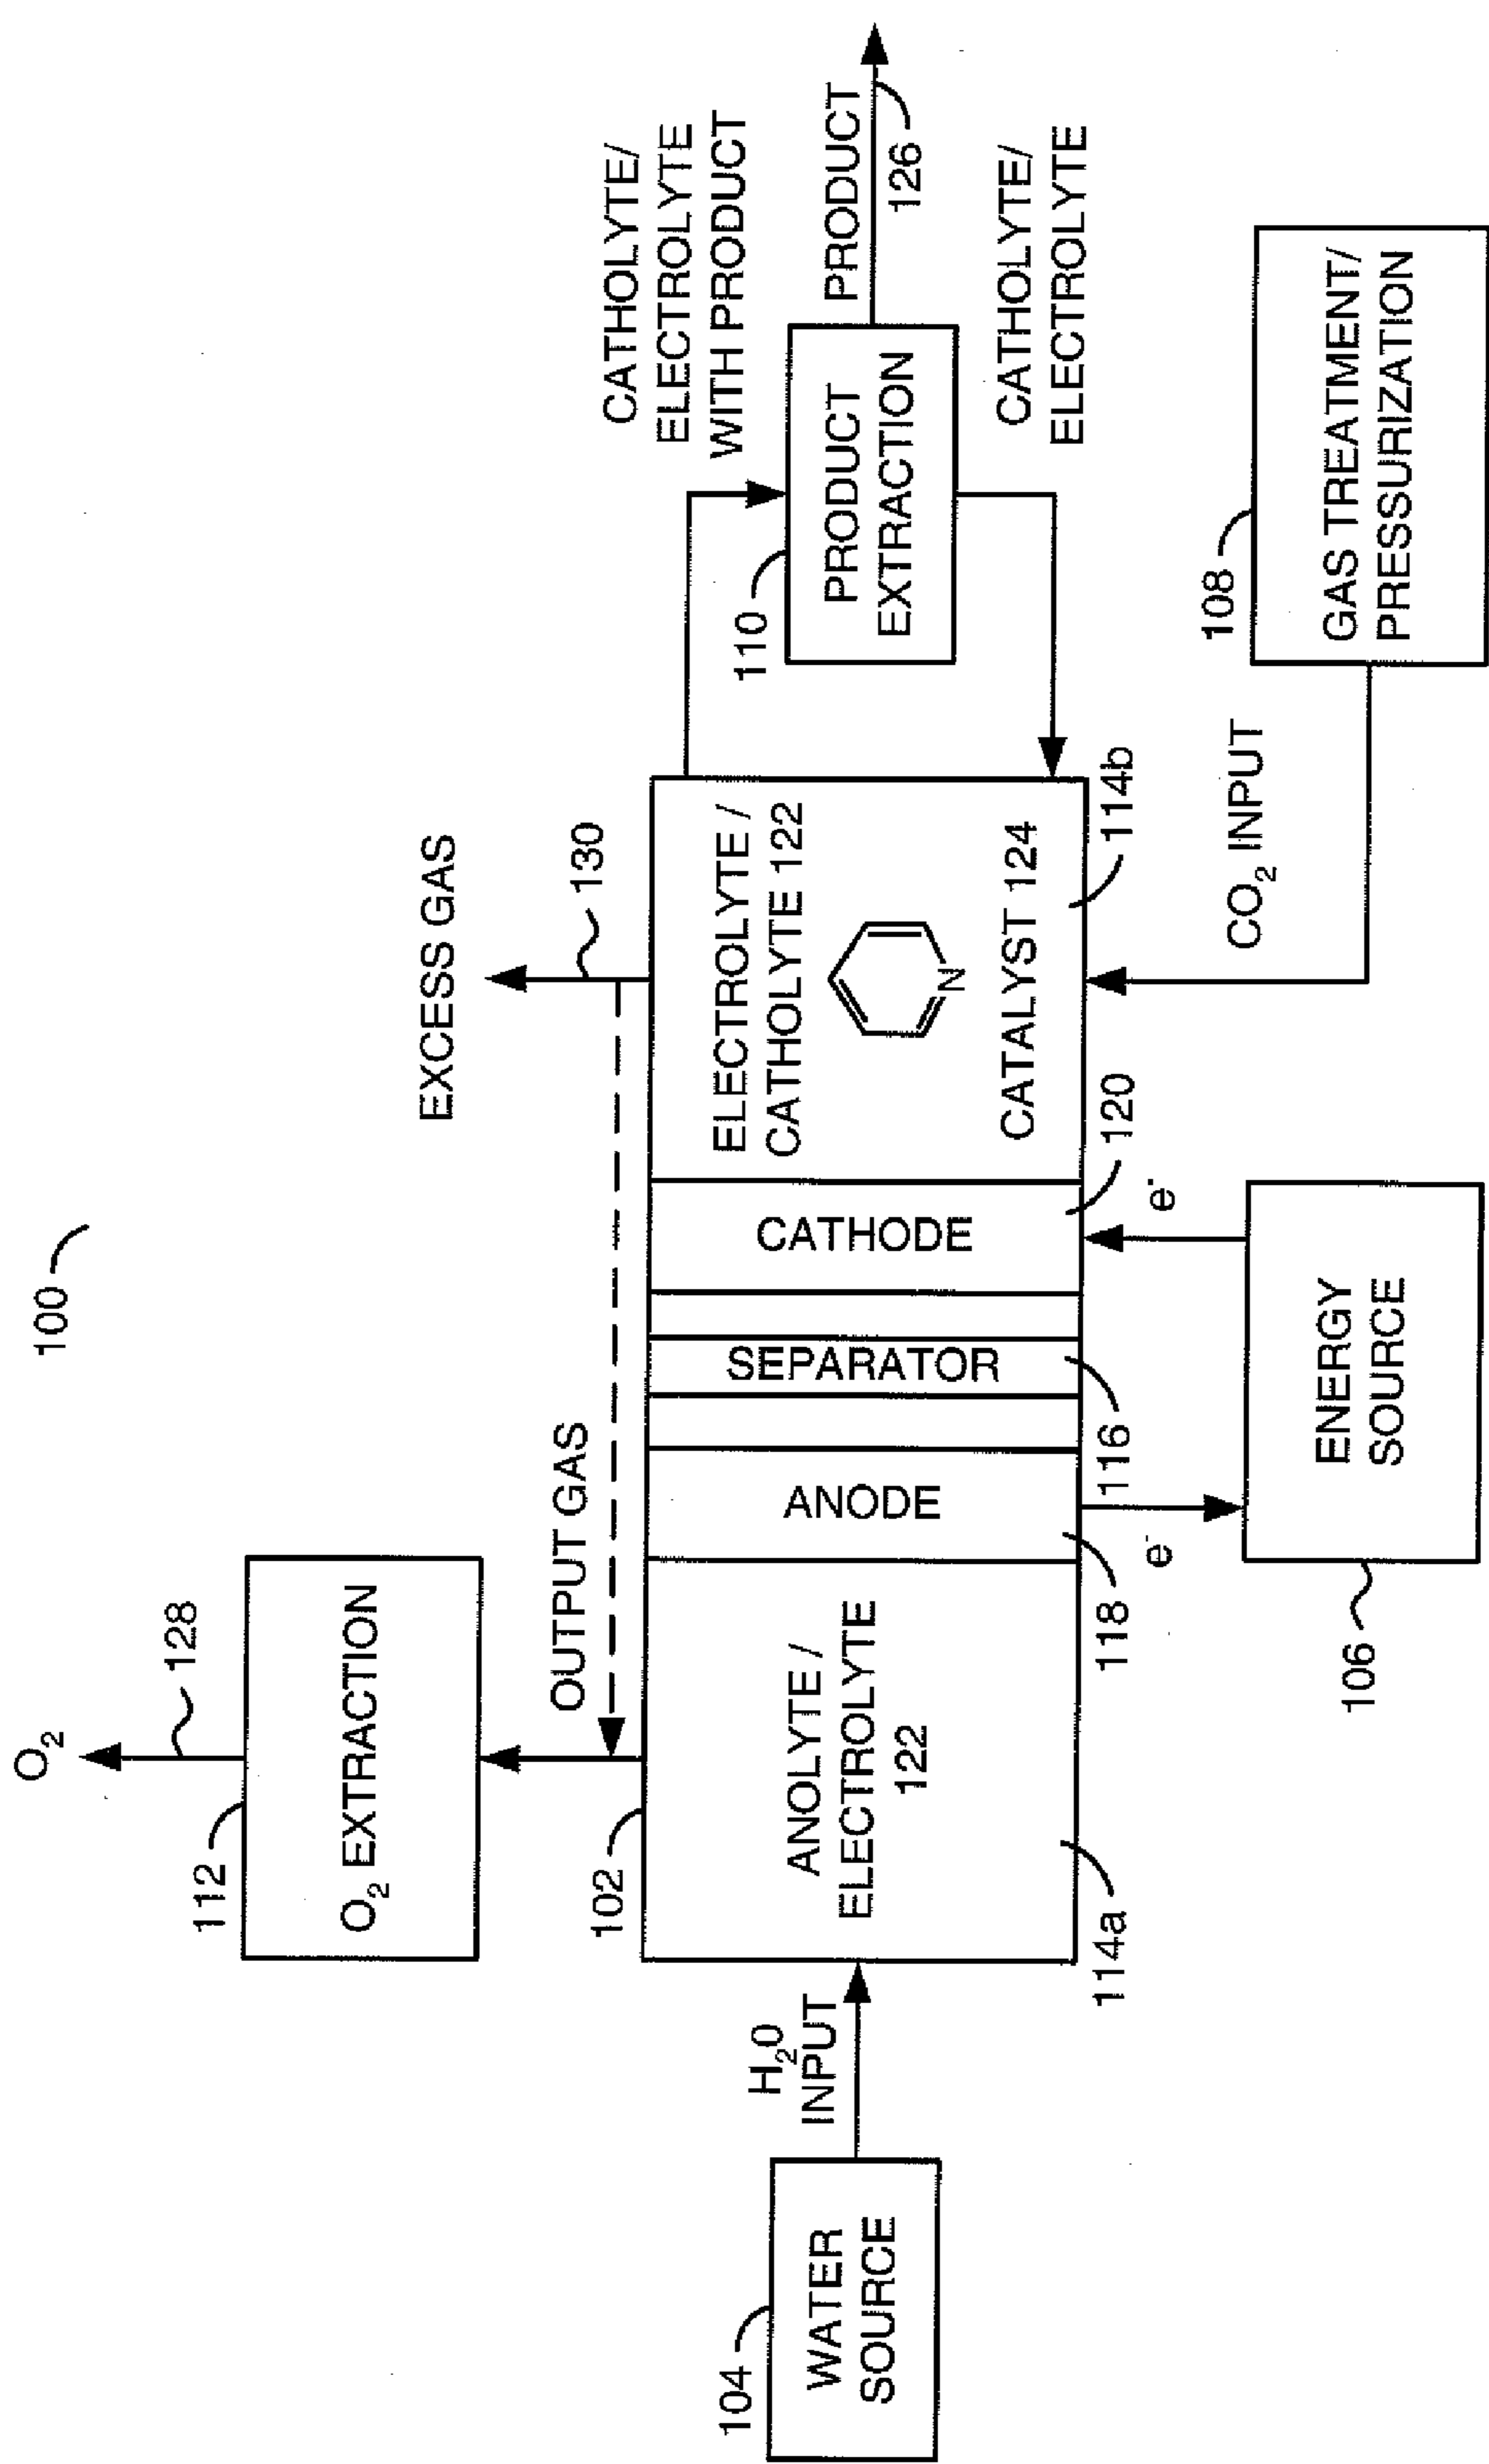 100
O2
128
112
O2 EXTRACTION
EXCESS GAS
130
OUTPUT GAS
102
CATHOLYTE/
ELECTROLYTE
WITH PRODUCT
104
WATER
SOURCE
H2O
INPUT
ANOLYTE /
ELECTROLYTE
122
ANODE
SEPARATOR
CATHODE
ELECTROLYTE /
CATHOLYTE 122
N
CATALYST 124
110
PRODUCT
EXTRACTION
PRODUCT
126
CATHOLYTE/
ELECTROLYTE
114a
118
116
120
114b
e-
e-
106
ENERGY
SOURCE
CO2 INPUT
108
GAS TREATMENT/
PRESSURIZATION